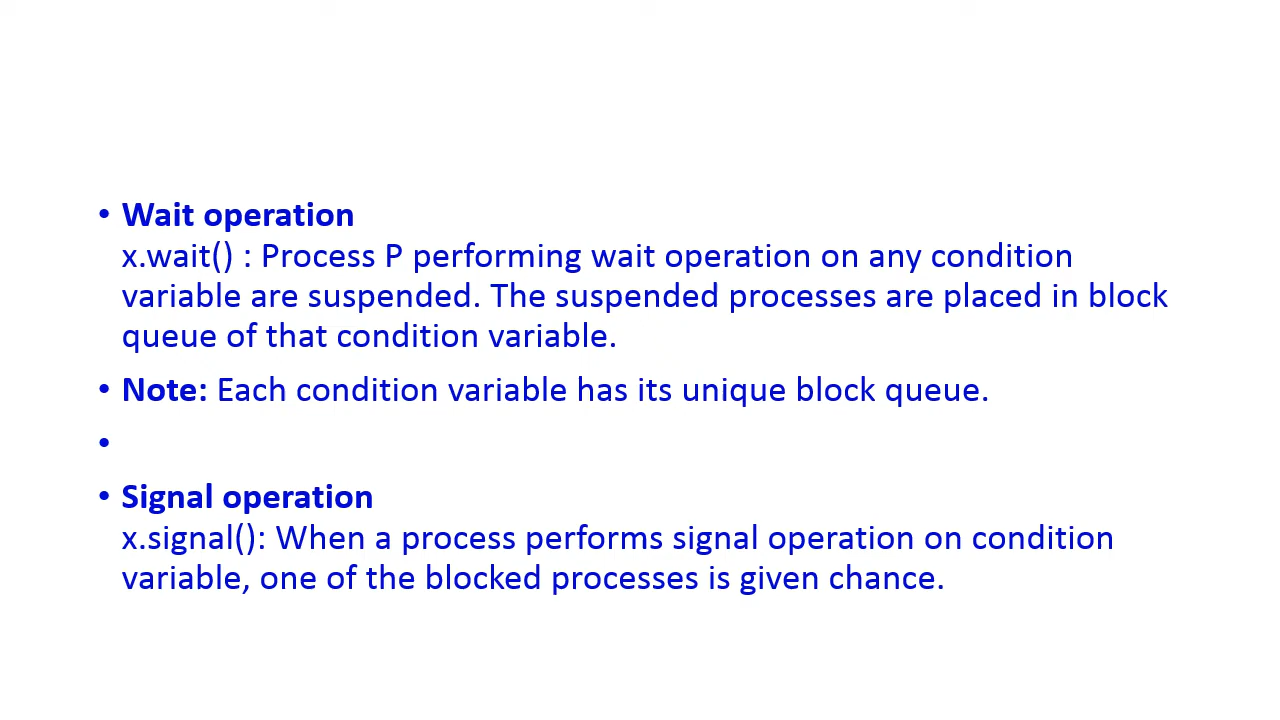 • Wait operation
x.wait() : Process P performing wait operation on any condition
variable are suspended. The suspended processes are placed in block
queue of that condition variable.
• Note: Each condition variable has its unique block queue.
•
• Signal operation
x.signal(): When a process performs signal operation on condition
variable, one of the blocked processes is given chance.